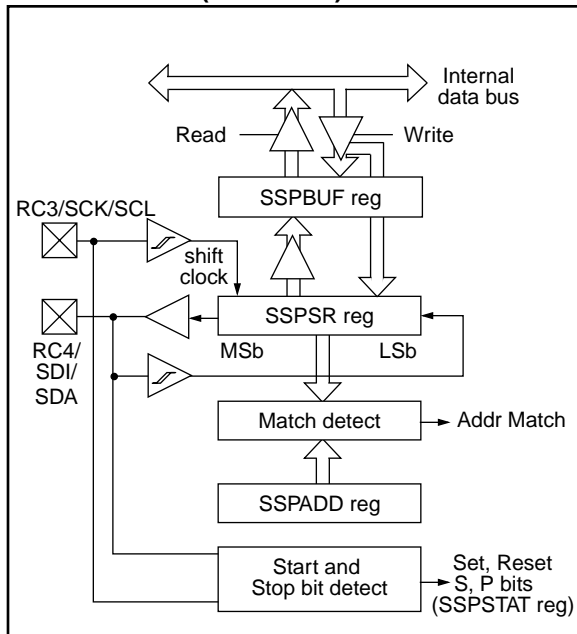 Internal
data bus
Read
Write
SSPBUF reg
RC3/SCK/SCL
shift
clock
SSPSR reg
MSb
LSb
RC4/
SDI/
SDA
Match detect
Addr Match
SSPADD reg
Start and
Stop bit detect
Set, Reset
S, P bits
(SSPSTAT reg)